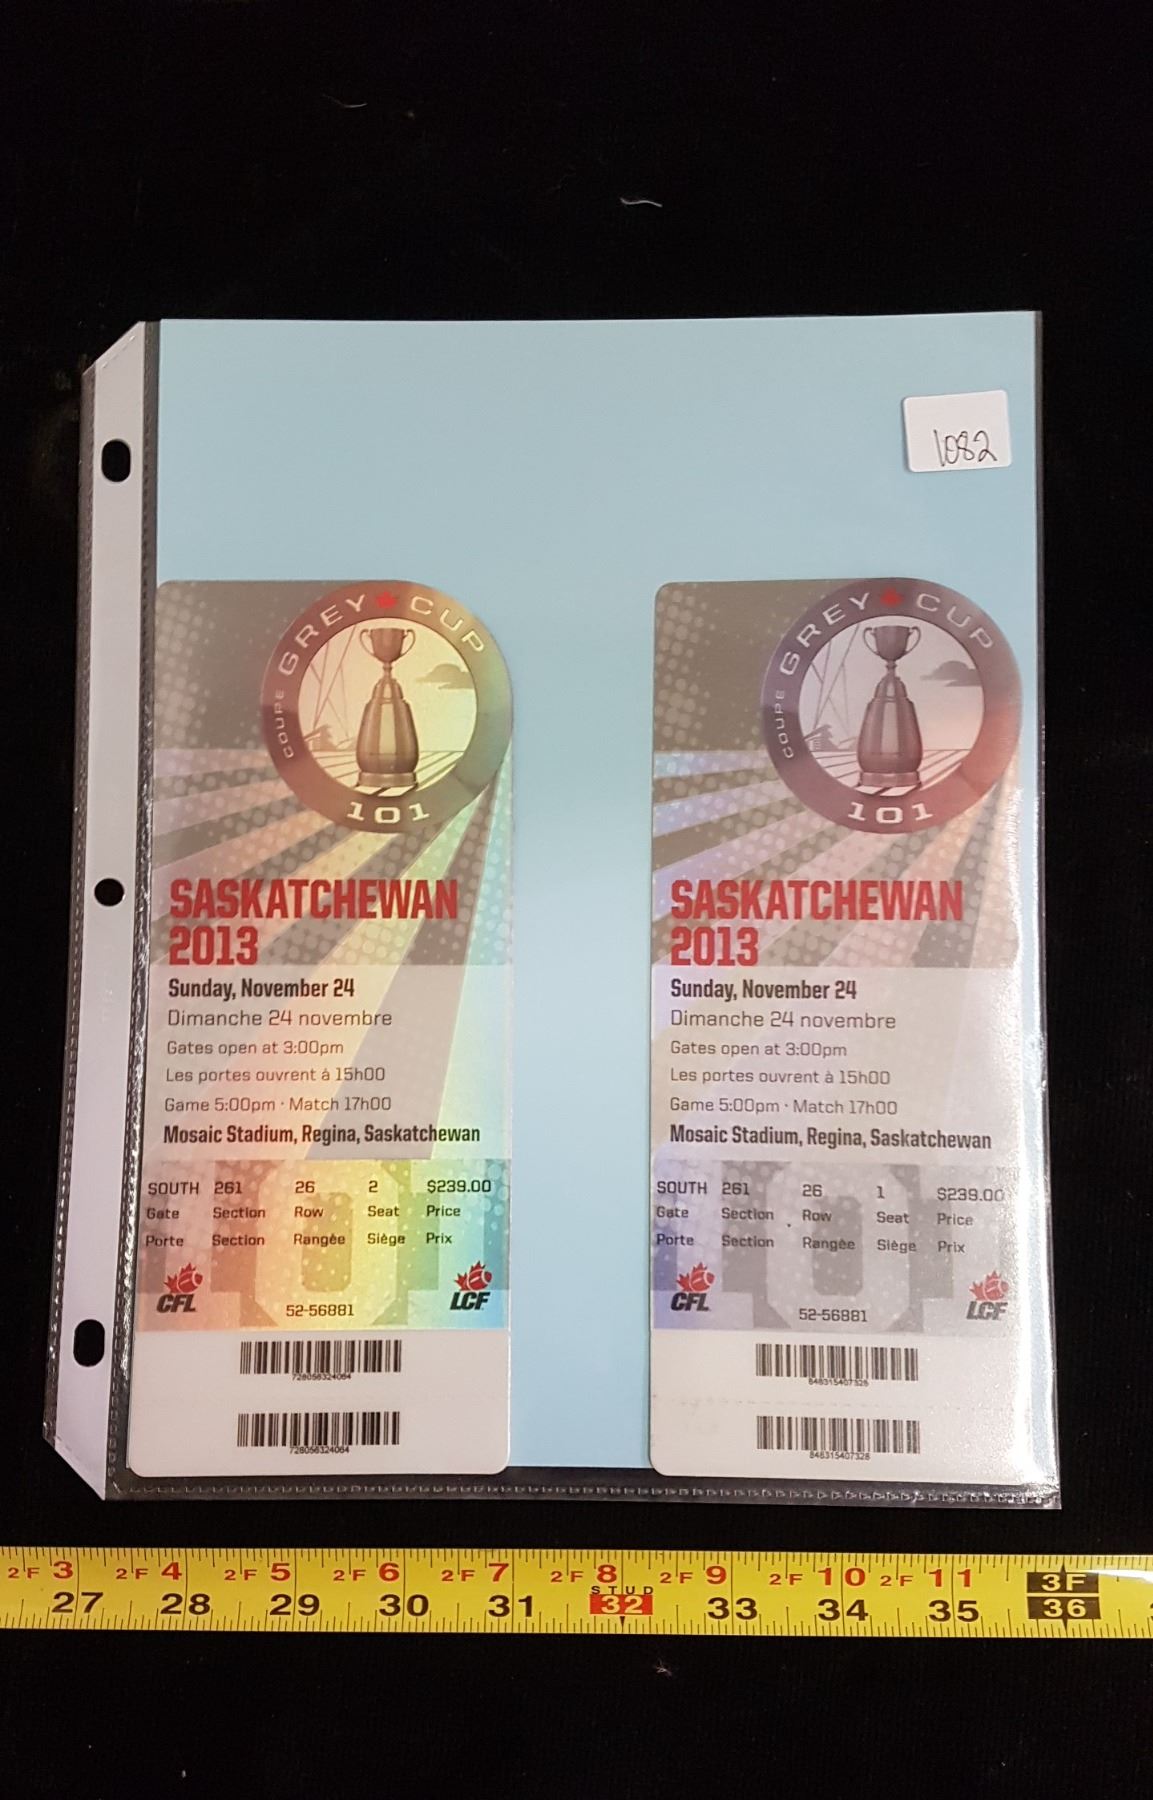 1082
COUPE GREY CUP
101
SASKATCHEWAN
2013
Sunday, November 24
Dimanche 24 novembre
Gates open at 3:00pm
Les portes ouvrent à 15h00
Game 5:00pm · Match 17h00
Mosaic Stadium, Regina, Saskatchewan
SOUTH 261 26 2 $239.00
Gate Section Row Seat Price
Porte Section Rangée Siège Prix
CFL LCF
52-56881
728056324064
728056324064
COUPE GREY CUP
101
SASKATCHEWAN
2013
Sunday, November 24
Dimanche 24 novembre
Gates open at 3:00pm
Les portes ouvrent à 15h00
Game 5:00pm · Match 17h00
Mosaic Stadium, Regina, Saskatchewan
SOUTH 261 26 1 $239.00
Gate Section Row Seat Price
Porte Section Rangée Siège Prix
CFL LCF
52-56881
846315407326
846315407326
2F 3 2F 4 2F 5 2F 6 2F 7 2F 8 2F 9 2F 10 2F 11 3F
STUD
27 28 29 30 31 32 33 34 35 36